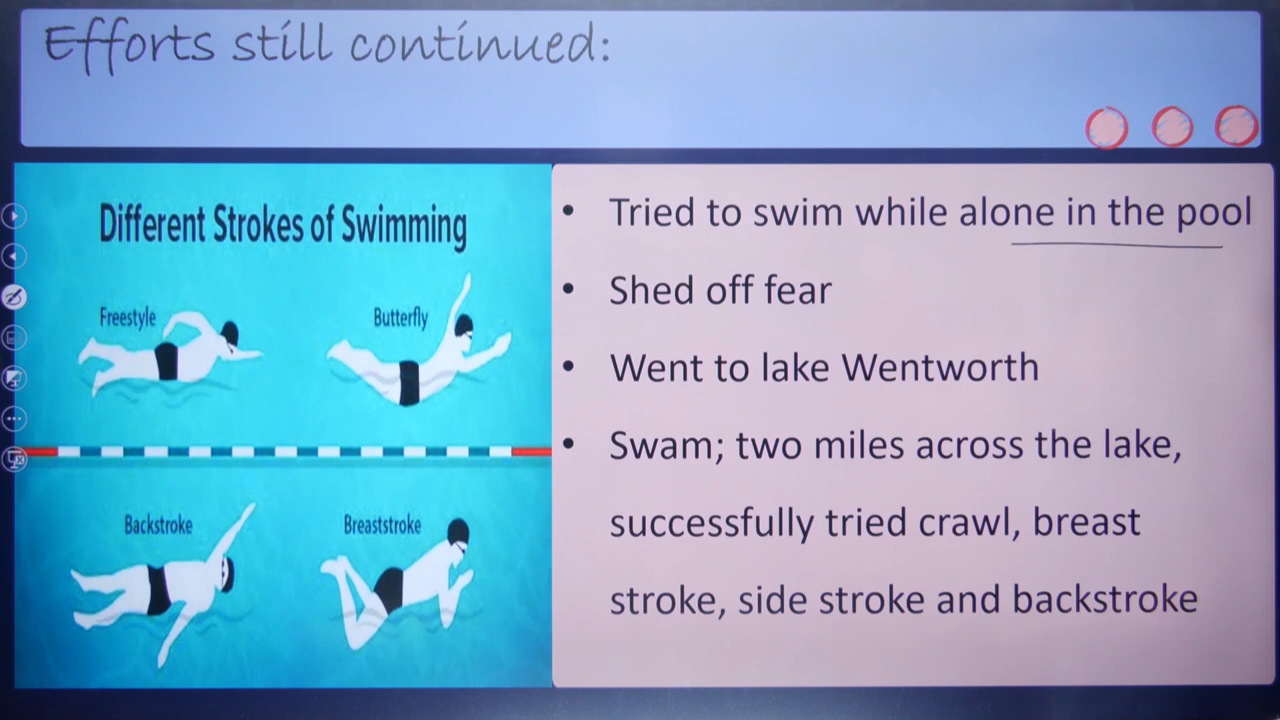 Efforts still continued:
Different Strokes of Swimming
Freestyle
Butterfly
Backstroke
Breaststroke
• Tried to swim while alone in the pool
• Shed off fear
• Went to lake Wentworth
• Swam; two miles across the lake,
successfully tried crawl, breast
stroke, side stroke and backstroke